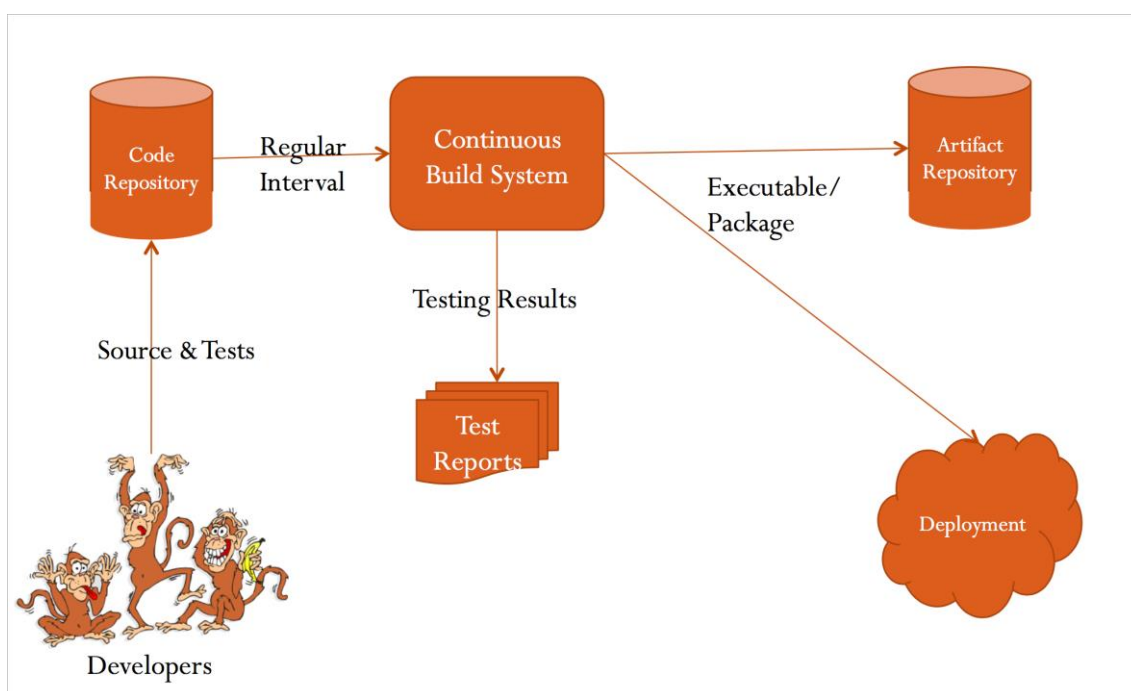 Code
Repository
Regular
Interval
Continuous
Build System
Artifact
Repository
Executable/
Package
Testing Results
Source & Tests
Test
Reports
Deployment
Developers